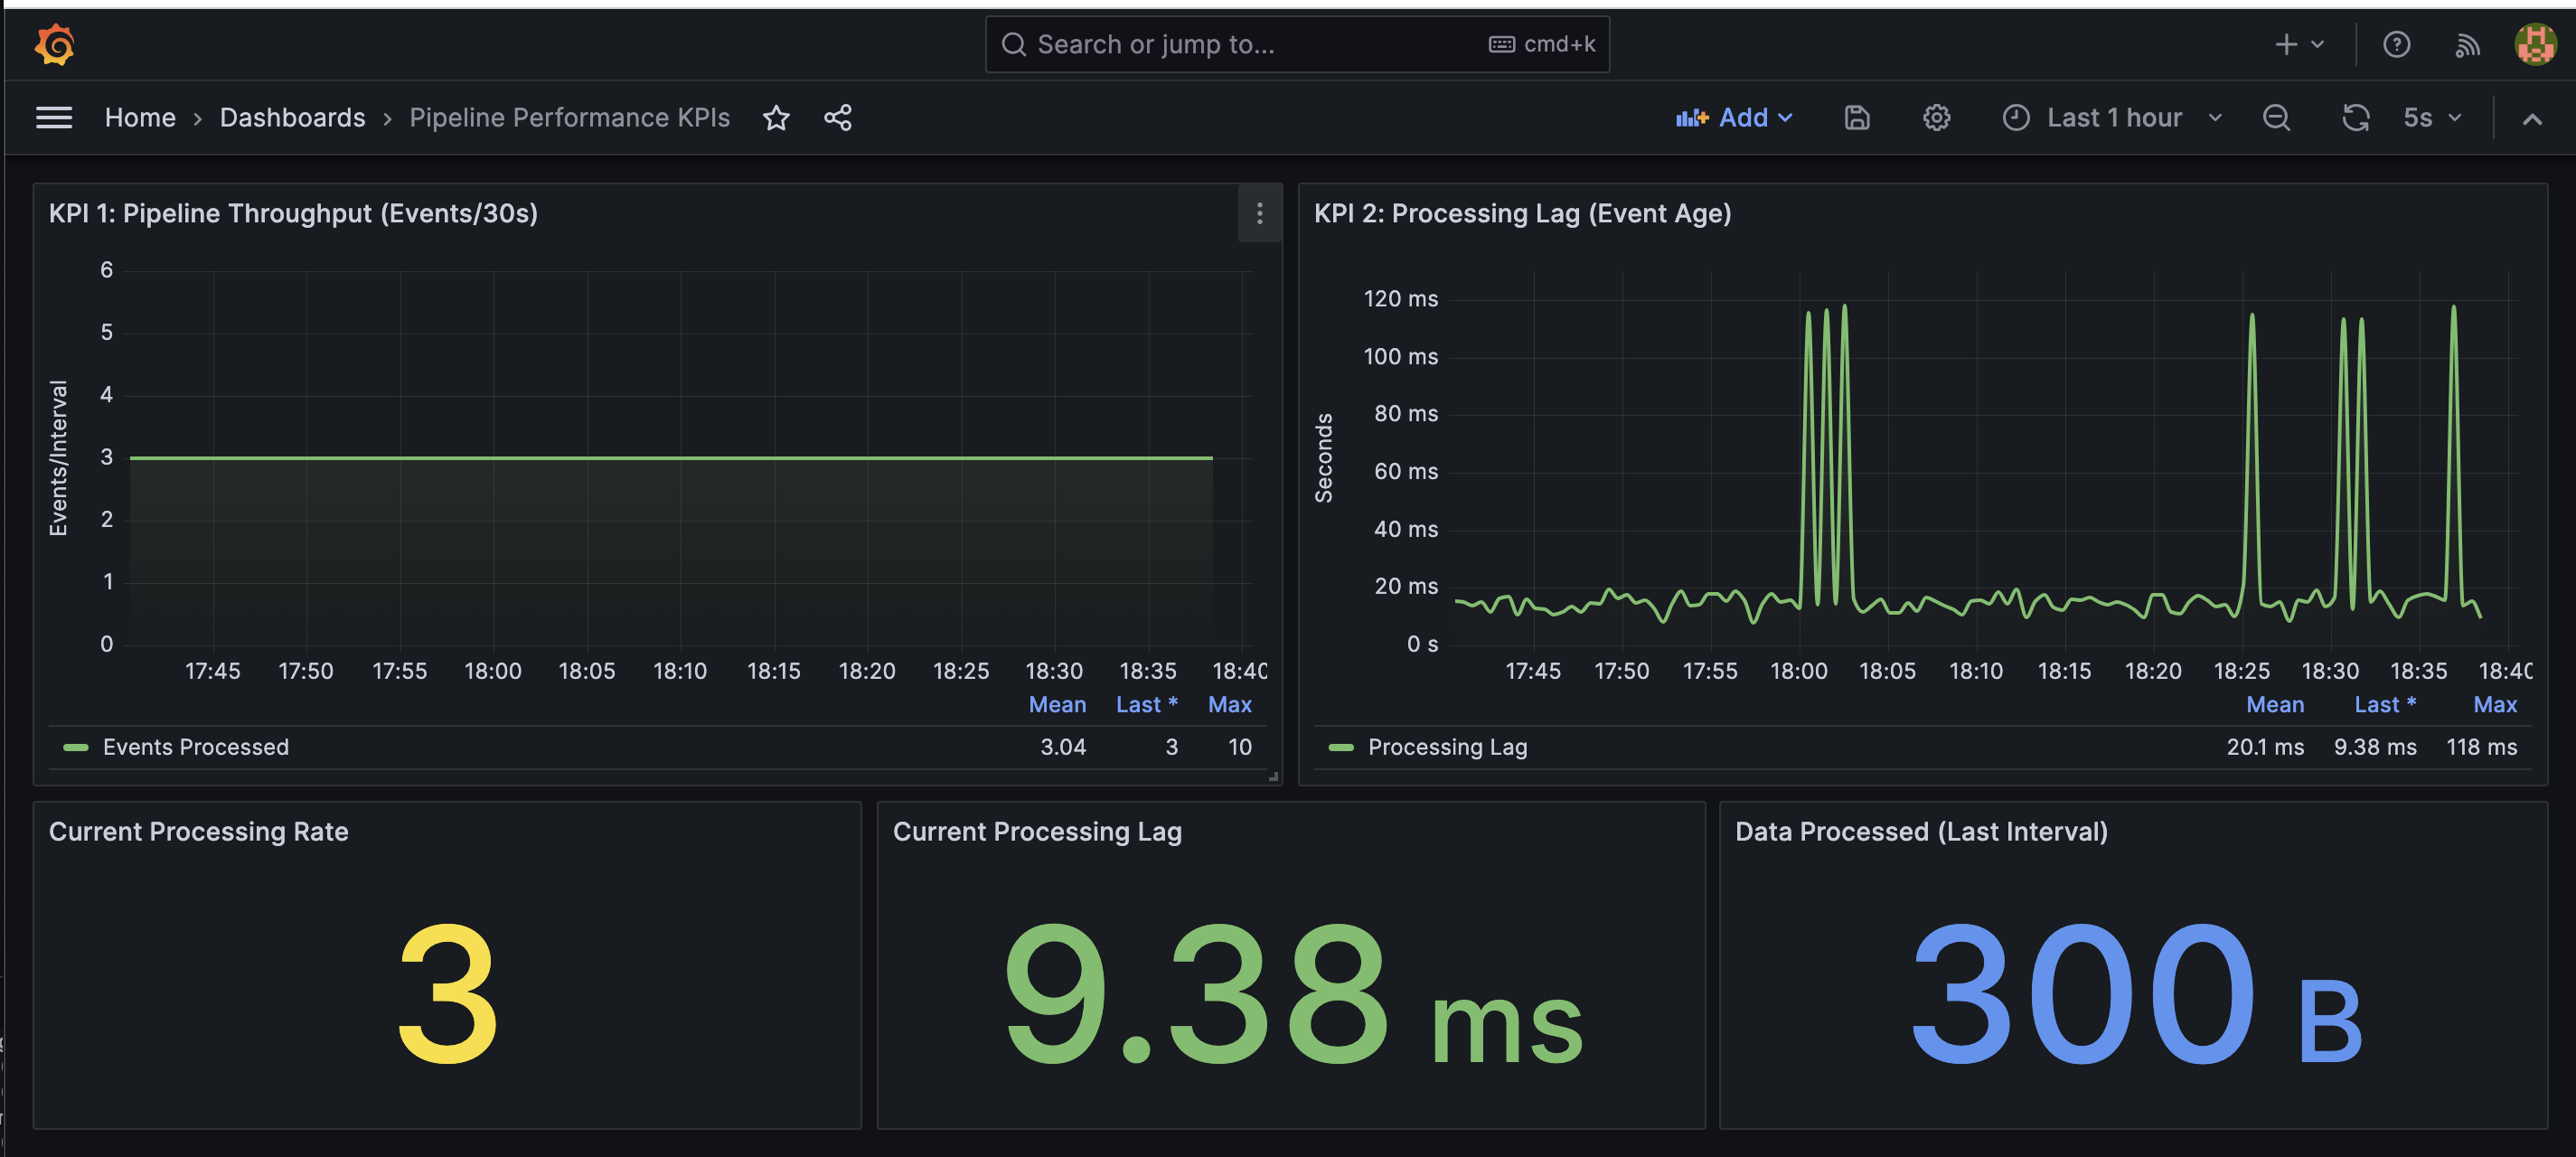 Search or jump to...
cmd+k
Home › Dashboards › Pipeline Performance KPIs
Add
Last 1 hour
5s
KPI 1: Pipeline Throughput (Events/30s)
Events/Interval
6
5
4
3
2
1
0
17:45 17:50 17:55 18:00 18:05 18:10 18:15 18:20 18:25 18:30 18:35 18:40
Mean Last * Max
Events Processed 3.04 3 10
KPI 2: Processing Lag (Event Age)
Seconds
120 ms
100 ms
80 ms
60 ms
40 ms
20 ms
0 s
17:45 17:50 17:55 18:00 18:05 18:10 18:15 18:20 18:25 18:30 18:35 18:40
Mean Last * Max
Processing Lag 20.1 ms 9.38 ms 118 ms
Current Processing Rate
3
Current Processing Lag
9.38 ms
Data Processed (Last Interval)
300 B